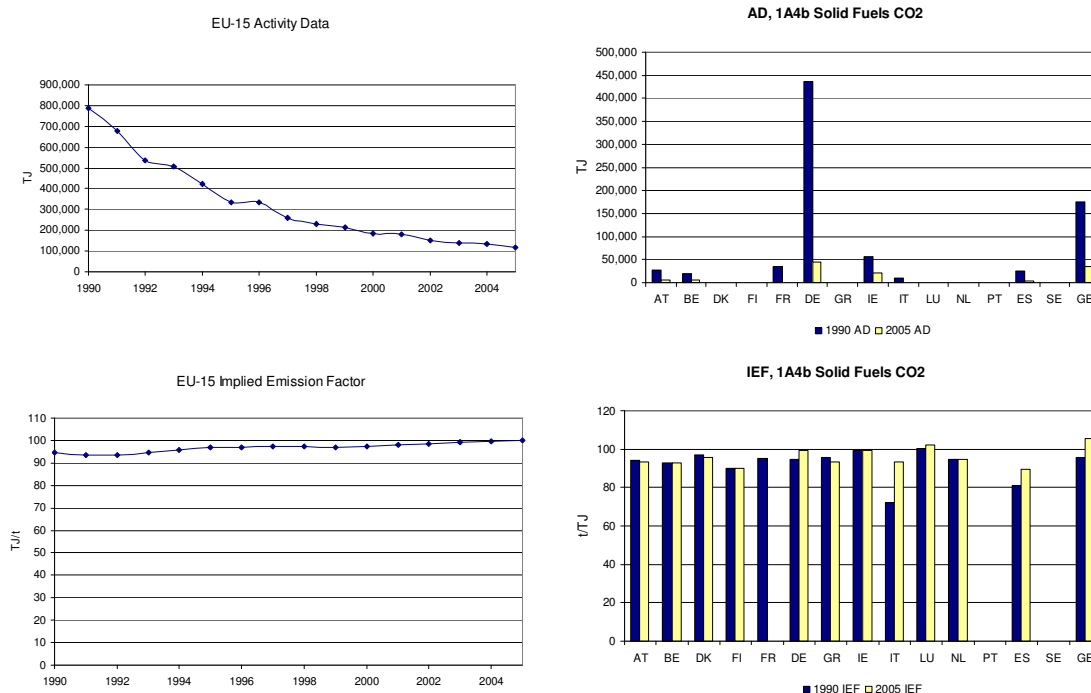 EU-15 Activity Data
900,000
800,000
700,000
600,000
500,000
400,000
300,000
200,000
100,000
0
TJ
1990 1992 1994 1996 1998 2000 2002 2004
AD, 1A4b Solid Fuels CO2
500,000
450,000
400,000
350,000
300,000
250,000
200,000
150,000
100,000
50,000
0
TJ
AT BE DK FI FR DE GR IE IT LU NL PT ES SE GB
1990 AD 2005 AD
EU-15 Implied Emission Factor
110
100
90
80
70
60
50
40
30
20
10
0
TJ/t
1990 1992 1994 1996 1998 2000 2002 2004
IEF, 1A4b Solid Fuels CO2
120
100
80
60
40
20
0
t/TJ
AT BE DK FI FR DE GR IE IT LU NL PT ES SE GB
1990 IEF 2005 IEF